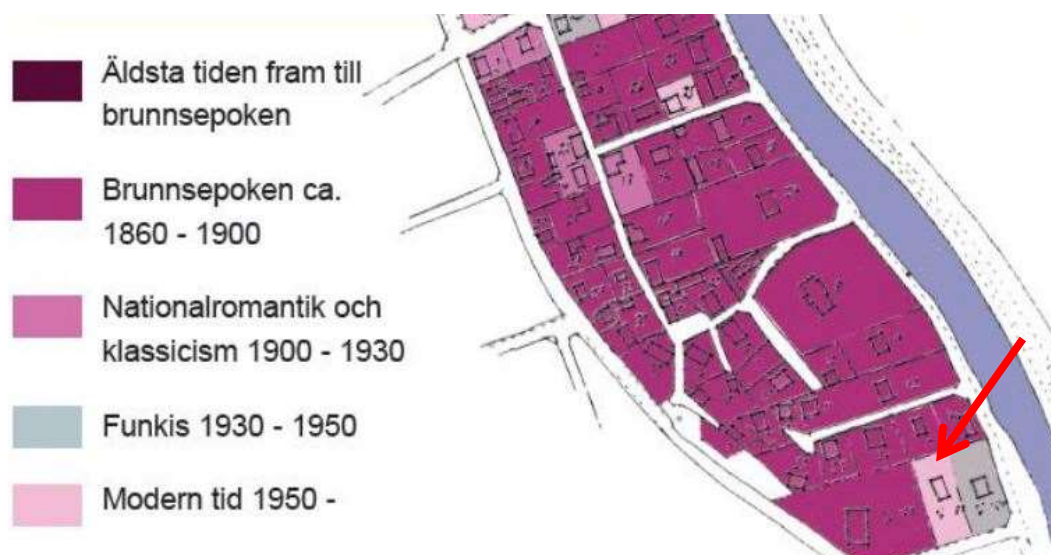 Äldsta tiden fram till
brunnsepoken
Brunnsepoken ca.
1860 - 1900
Nationalromantik och
klassicism 1900 - 1930
Funkis 1930 - 1950
Modern tid 1950 -